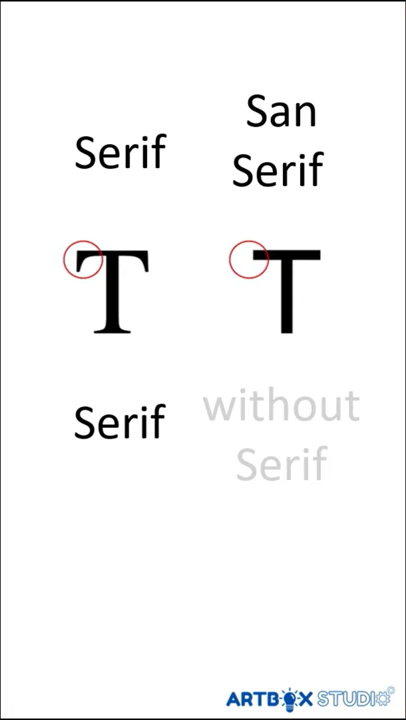 Serif
San
Serif
T
T
Serif
without
Serif
ARTBOX STUDIO